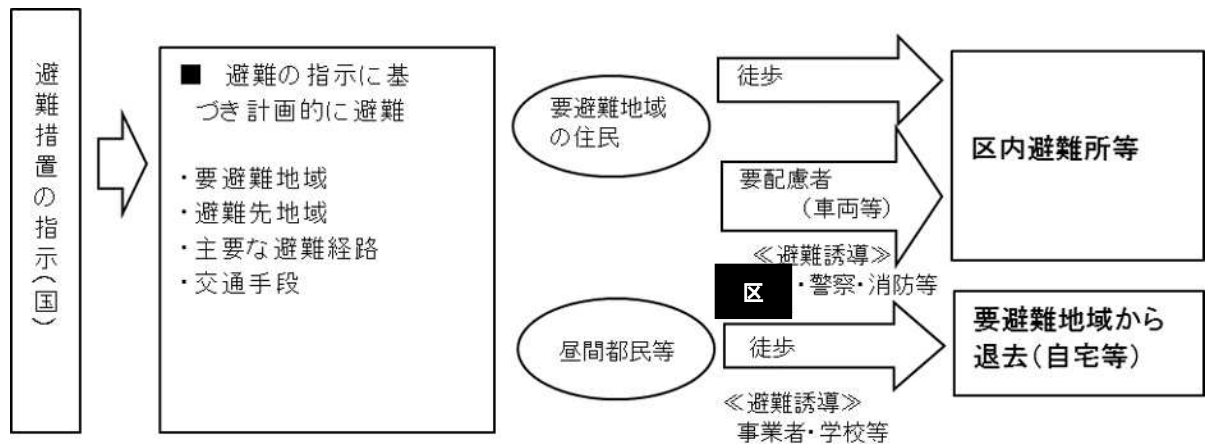 避難措置の指示(国)
■ 避難の指示に基
づき計画的に避難
・要避難地域
・避難先地域
・主要な避難経路
・交通手段
要避難地域
の住民
徒歩
要配慮者
(車両等)
≪避難誘導≫
区・警察・消防等
区内避難所等
昼間都民等
徒歩
≪避難誘導≫
事業者・学校等
要避難地域から
退去(自宅等)